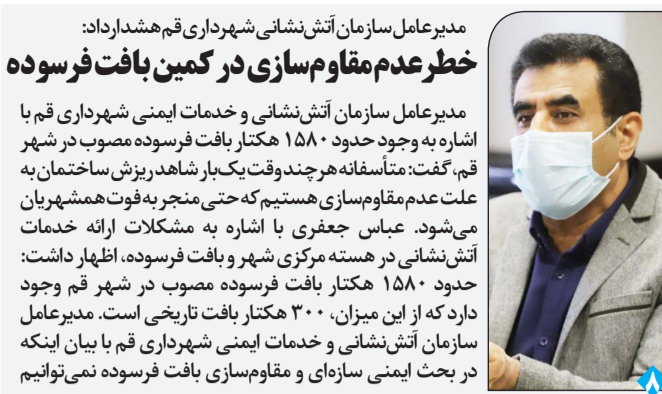 مدیرعامل سازمان آتش‌نشانی شهرداری قم هشدار داد:
خطر عدم مقاوم‌سازی در کمین بافت فرسوده
مدیرعامل سازمان آتش‌نشانی و خدمات ایمنی شهرداری قم با
اشاره به وجود حدود ۱۵۸۰ هکتار بافت فرسوده مصوب در شهر
قم، گفت: متأسفانه هر چند وقت یک‌بار شاهد ریزش ساختمان به
علت عدم مقاوم‌سازی هستیم که حتی منجر به فوت همشهریان
می‌شود. عباس جعفری با اشاره به مشکلات ارائه خدمات
آتش‌نشانی در هسته مرکزی شهر و بافت فرسوده، اظهار داشت:
حدود ۱۵۸۰ هکتار بافت فرسوده مصوب در شهر قم وجود
دارد که از این میزان، ۳۰۰ هکتار بافت تاریخی است. مدیرعامل
سازمان آتش‌نشانی و خدمات ایمنی شهرداری قم با بیان اینکه
در بحث ایمنی سازه‌ای و مقاوم‌سازی بافت فرسوده نمی‌توانیم
۸